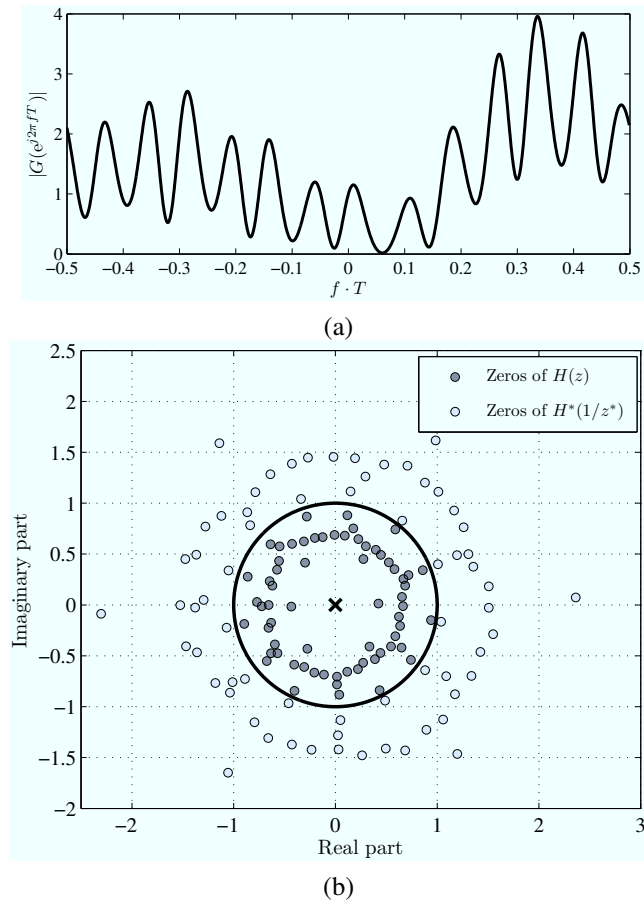 4
3
2
1
0
|G(e^{j2πfT})|
−0.5 −0.4 −0.3 −0.2 −0.1 0 0.1 0.2 0.3 0.4 0.5
f · T
(a)
2.5
2
1.5
1
0.5
0
−0.5
−1
−1.5
−2
Imaginary part
Zeros of H(z)
Zeros of H*(1/z*)
−2 −1 0 1 2 3
Real part
(b)